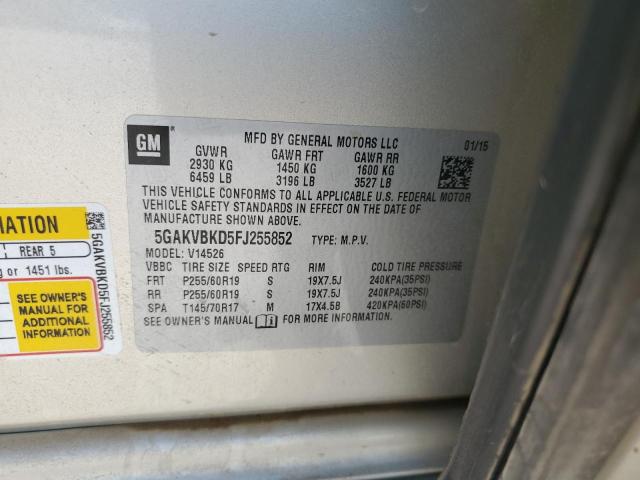 GM
MFD BY GENERAL MOTORS LLC
01/15
GVWR GAWR FRT GAWR RR
2930 KG 1450 KG 1600 KG
6459 LB 3196 LB 3527 LB
THIS VEHICLE CONFORMS TO ALL APPLICABLE U.S. FEDERAL MOTOR
VEHICLE SAFETY STANDARDS IN EFFECT ON THE DATE OF
MANUFACTURE SHOWN ABOVE.
5GAKVBKD5FJ255852 TYPE: M.P.V.
MODEL: V14526
VBBC TIRE SIZE SPEED RTG RIM COLD TIRE PRESSURE
FRT P255/60R19 S 19X7.5J 240KPA(35PSI)
RR P255/60R19 S 19X7.5J 240KPA(35PSI)
SPA T145/70R17 M 17X4.5B 420KPA(60PSI)
SEE OWNER'S MANUAL FOR MORE INFORMATION
REAR 5
or 1451 lbs.
SEE OWNER'S
MANUAL FOR
ADDITIONAL
INFORMATION
5GAKVBKD5FJ255852